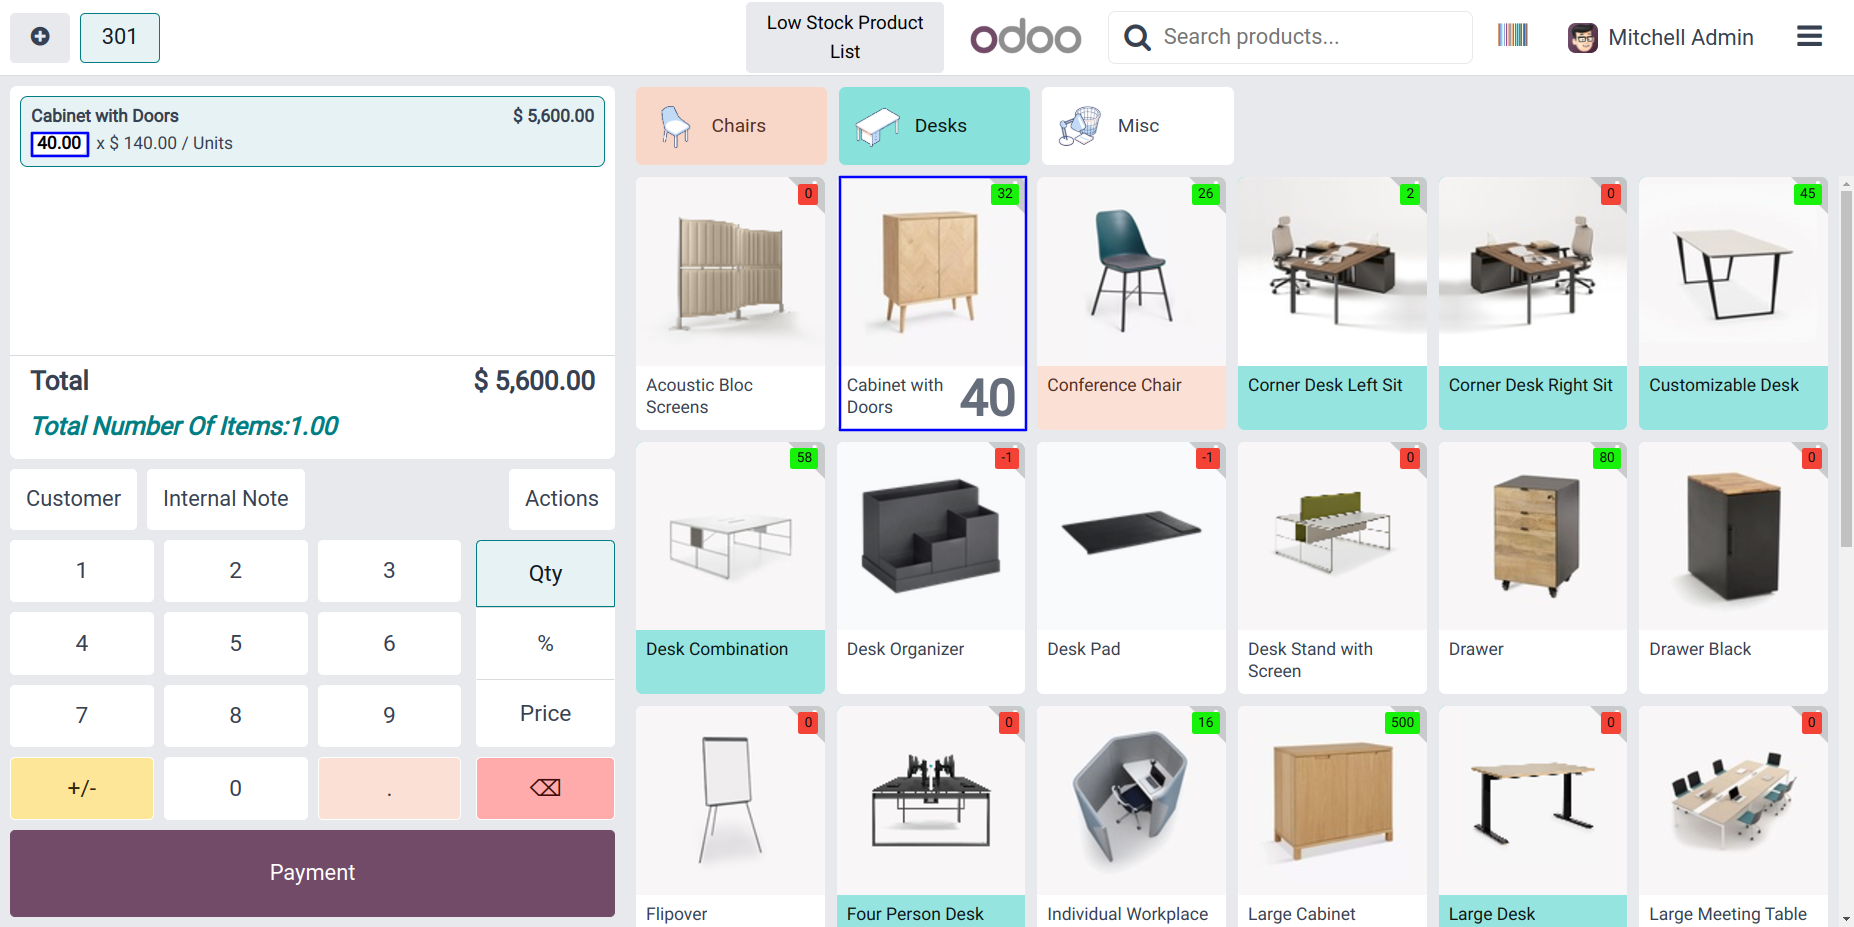 301
Low Stock Product
List
odoo
Search products...
Mitchell Admin
Cabinet with Doors
$ 5,600.00
40.00 x $ 140.00 / Units
Total
$ 5,600.00
Total Number Of Items:1.00
Customer
Internal Note
Actions
1
2
3
Qty
4
5
6
%
7
8
9
Price
+/-
0
.
⌫
Payment
Chairs
Desks
Misc
0
Acoustic Bloc
Screens
32
Cabinet with
Doors
40
26
Conference Chair
2
Corner Desk Left Sit
0
Corner Desk Right Sit
45
Customizable Desk
58
Desk Combination
-1
Desk Organizer
-1
Desk Pad
0
Desk Stand with
Screen
80
Drawer
0
Drawer Black
0
Flipover
0
Four Person Desk
16
Individual Workplace
500
Large Cabinet
0
Large Desk
0
Large Meeting Table